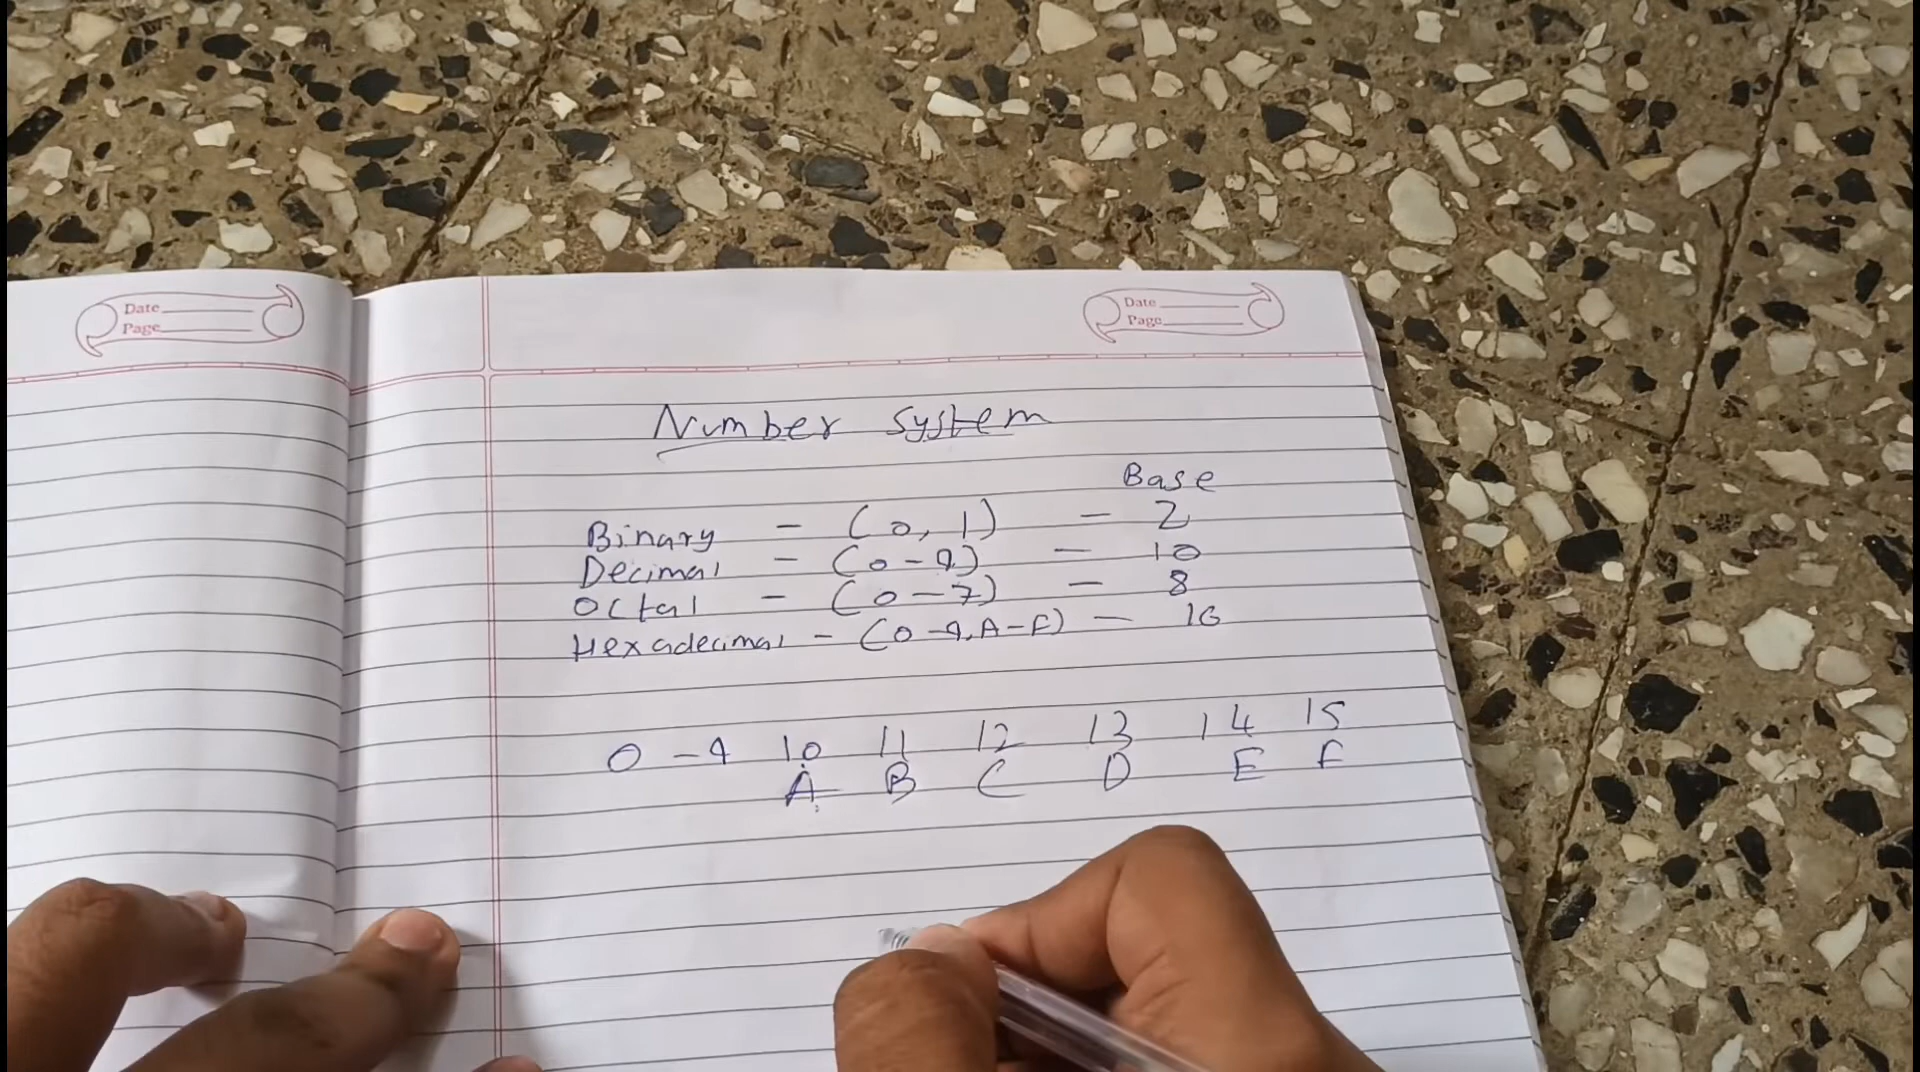 Date
Page
Date
Page
Number System
Base
Binary - (0, 1) - 2
Decimal - (0-9) - 10
Octal - (0-7) - 8
Hexadecimal - (0-9, A-F) - 16
0 - 9 10 11 12 13 14 15
A B C D E F